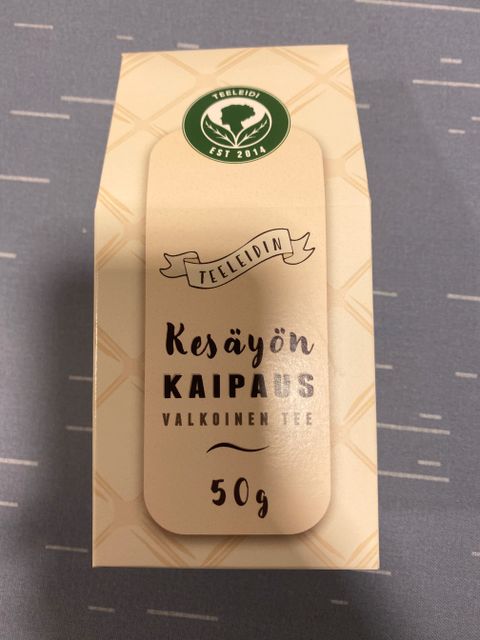 TEELEIDI
EST 2014
TEELEIDIN
Kesäyön
KAIPAUS
VALKOINEN TEE
50g